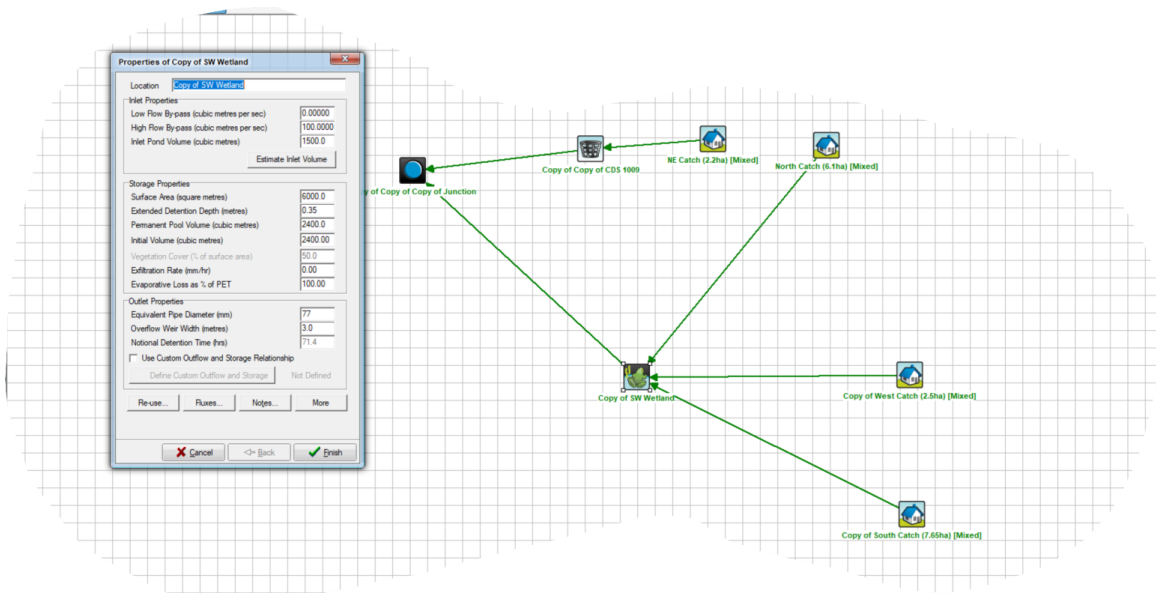 Properties of Copy of SW Wetland
Location Copy of SW Wetland
Inlet Properties
Low Flow By-pass (cubic metres per sec) 0.00000
High Flow By-pass (cubic metres per sec) 100.0000
Inlet Pond Volume (cubic metres) 1500.0
Estimate Inlet Volume
Storage Properties
Surface Area (square metres) 6000.0
Extended Detention Depth (metres) 0.35
Permanent Pool Volume (cubic metres) 2400.0
Initial Volume (cubic metres) 2400.00
Vegetation Cover (% of surface area) 50.0
Exfiltration Rate (mm/hr) 0.00
Evaporative Loss as % of PET 100.00
Outlet Properties
Equivalent Pipe Diameter (mm) 77
Overflow Weir Width (metres) 3.0
Notional Detention Time (hrs) 71.4
Use Custom Outflow and Storage Relationship
Define Custom Outflow and Storage Not Defined
Re-use... Fluxes... Notes... More
Cancel <= Back Finish
y of Copy of Copy of Junction
Copy of Copy of CDS 1009
NE Catch (2.2ha) [Mixed]
North Catch (6.1ha) [Mixed]
Copy of SW Wetland
Copy of West Catch (2.5ha) [Mixed]
Copy of South Catch (7.65ha) [Mixed]